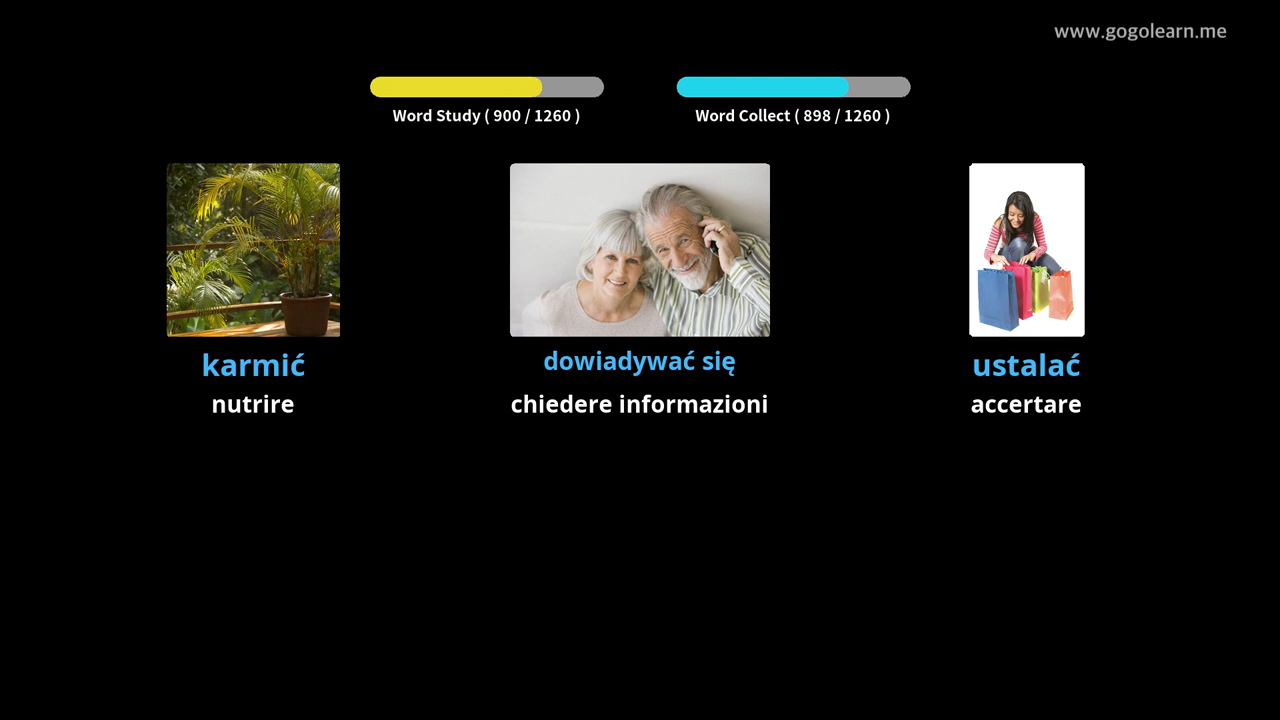 www.gogolearn.me
Word Study ( 900 / 1260 )
Word Collect ( 898 / 1260 )
karmić
dowiadywać się
ustalać
nutrire
chiedere informazioni
accertare